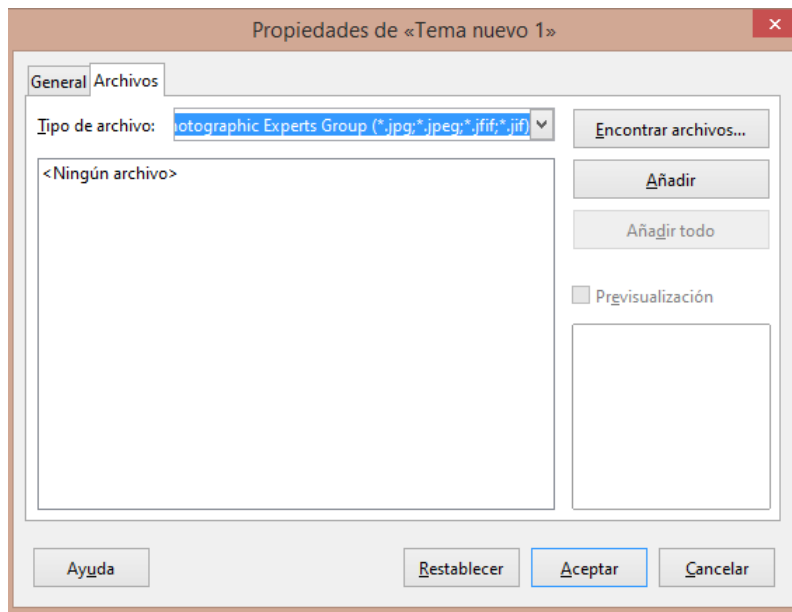 Propiedades de «Tema nuevo 1»
General Archivos
Tipo de archivo: otographic Experts Group (*.jpg;*.jpeg;*.jfif;*.jif)
Encontrar archivos...
<Ningún archivo>
Añadir
Añadir todo
Previsualización
Ayuda Restablecer Aceptar Cancelar